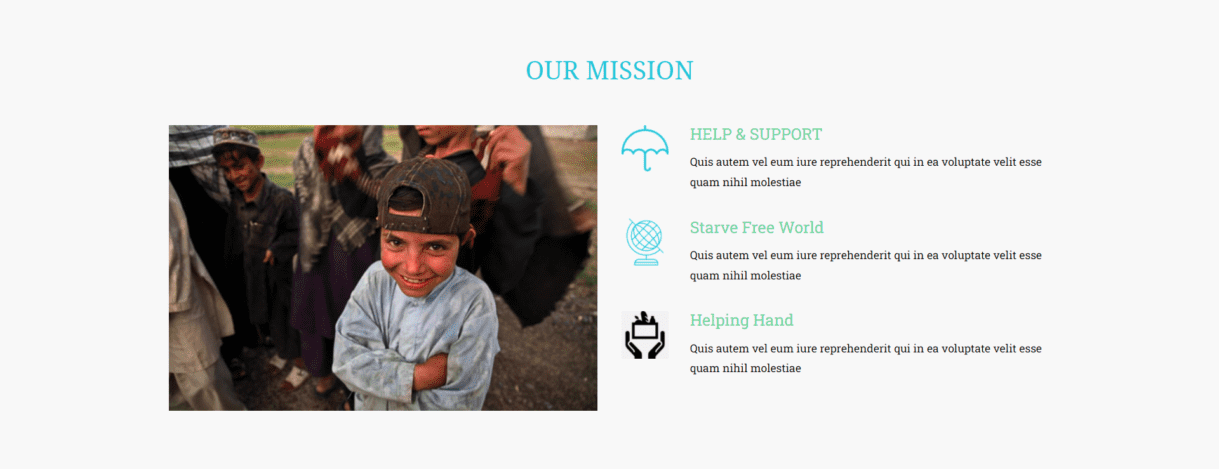 OUR MISSION
HELP & SUPPORT
Quis autem vel eum iure reprehenderit qui in ea voluptate velit esse
quam nihil molestiae
Starve Free World
Quis autem vel eum iure reprehenderit qui in ea voluptate velit esse
quam nihil molestiae
Helping Hand
Quis autem vel eum iure reprehenderit qui in ea voluptate velit esse
quam nihil molestiae